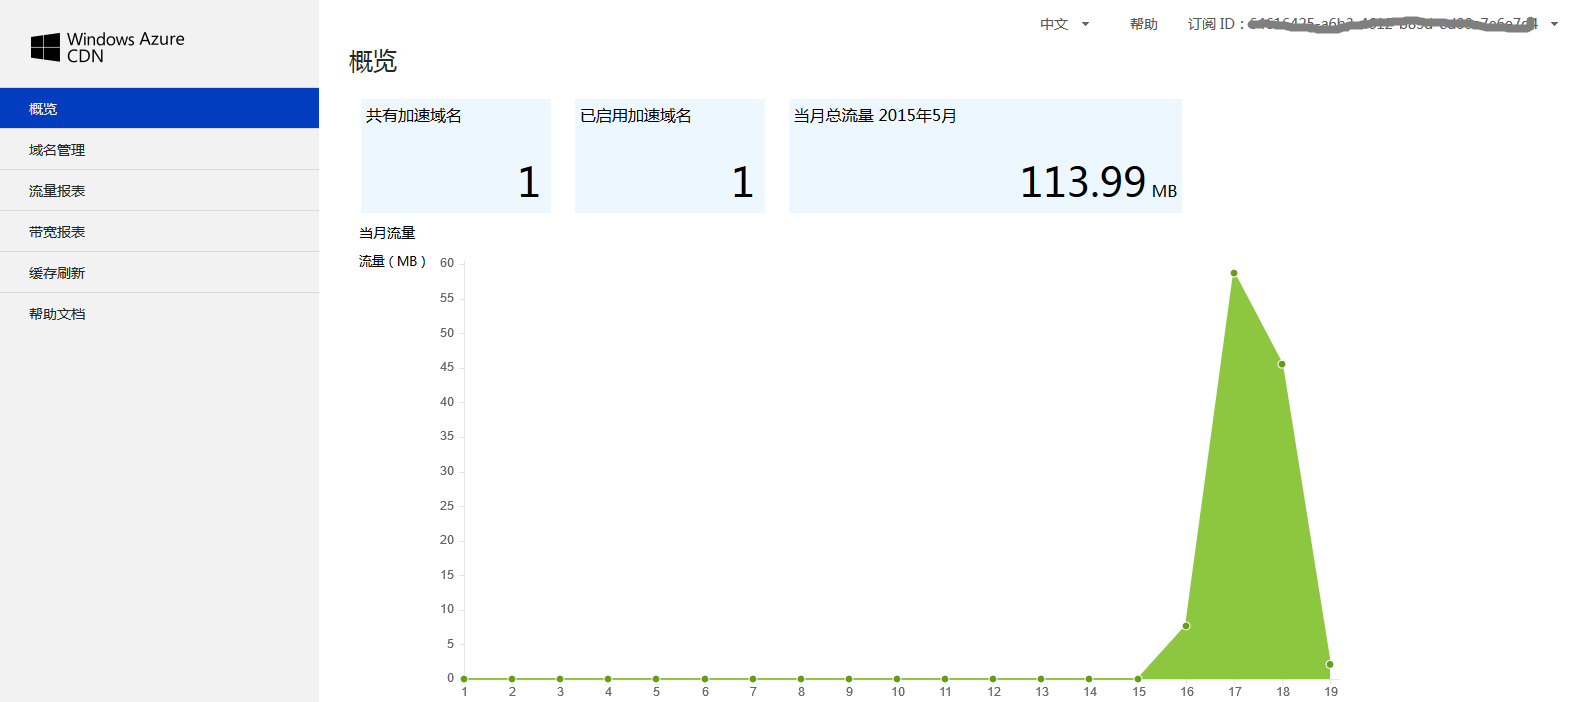 Windows Azure
CDN
概览
域名管理
流量报表
带宽报表
缓存刷新
帮助文档
中文 帮助 订阅 ID：
概览
共有加速域名
1
已启用加速域名
1
当月总流量 2015年5月
113.99 MB
当月流量
流量 ( MB )
60
55
50
45
40
35
30
25
20
15
10
5
0
1 2 3 4 5 6 7 8 9 10 11 12 13 14 15 16 17 18 19